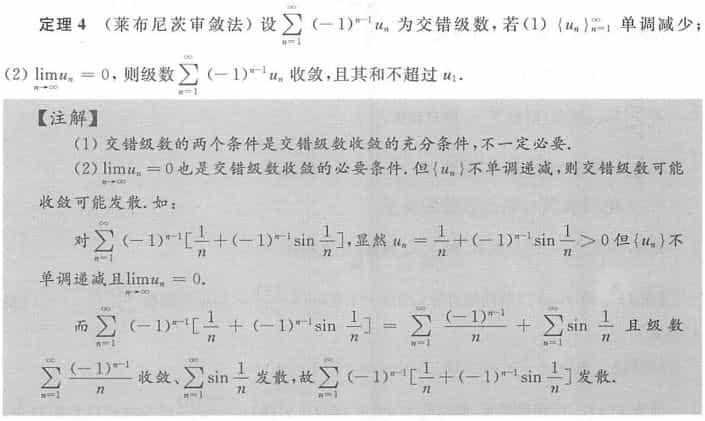 定理 4 （莱布尼茨审敛法）设 $\sum_{n=1}^{\infty}(-1)^{n-1}u_n$ 为交错级数，若(1) $\{u_n\}_{n=1}^{\infty}$ 单调减少；
(2) $\lim_{n\to\infty}u_n=0$，则级数 $\sum_{n=1}^{\infty}(-1)^{n-1}u_n$ 收敛，且其和不超过 $u_1$.
【注解】
(1) 交错级数的两个条件是交错级数收敛的充分条件，不一定必要.
(2) $\lim_{n\to\infty}u_n=0$ 也是交错级数收敛的必要条件. 但 $\{u_n\}$ 不单调递减，则交错级数可能
收敛可能发散. 如：
对 $\sum_{n=1}^{\infty}(-1)^{n-1}[\frac{1}{n}+(-1)^{n-1}\sin\frac{1}{n}]$，显然 $u_n=\frac{1}{n}+(-1)^{n-1}\sin\frac{1}{n}>0$ 但 $\{u_n\}$ 不
单调递减且 $\lim_{n\to\infty}u_n=0$.
而 $\sum_{n=1}^{\infty}(-1)^{n-1}[\frac{1}{n}+(-1)^{n-1}\sin\frac{1}{n}]=\sum_{n=1}^{\infty}\frac{(-1)^{n-1}}{n}+\sum_{n=1}^{\infty}\sin\frac{1}{n}$ 且级数
$\sum_{n=1}^{\infty}\frac{(-1)^{n-1}}{n}$ 收敛、$\sum_{n=1}^{\infty}\sin\frac{1}{n}$ 发散，故 $\sum_{n=1}^{\infty}(-1)^{n-1}[\frac{1}{n}+(-1)^{n-1}\sin\frac{1}{n}]$ 发散.